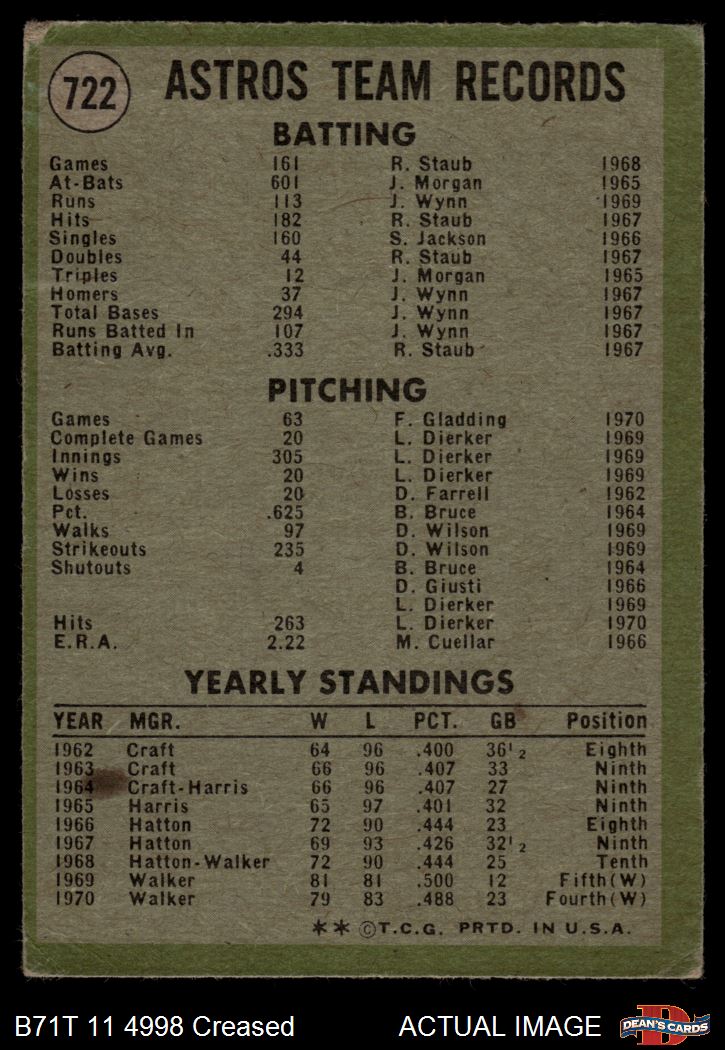 722
ASTROS TEAM RECORDS
BATTING
Games 161 R. Staub 1968
At-Bats 601 J. Morgan 1965
Runs 113 J. Wynn 1969
Hits 182 R. Staub 1967
Singles 160 S. Jackson 1966
Doubles 44 R. Staub 1967
Triples 12 J. Morgan 1965
Homers 37 J. Wynn 1967
Total Bases 294 J. Wynn 1967
Runs Batted In 107 J. Wynn 1967
Batting Avg. .333 R. Staub 1967
PITCHING
Games 63 F. Gladding 1970
Complete Games 20 L. Dierker 1969
Innings 305 L. Dierker 1969
Wins 20 L. Dierker 1969
Losses 20 D. Farrell 1962
Pct. .625 B. Bruce 1964
Walks 97 D. Wilson 1969
Strikeouts 235 D. Wilson 1969
Shutouts 4 B. Bruce 1964
D. Giusti 1966
L. Dierker 1969
Hits 263 L. Dierker 1970
E.R.A. 2.22 M. Cuellar 1966
YEARLY STANDINGS
YEAR MGR. W L PCT. GB Position
1962 Craft 64 96 .400 36½ Eighth
1963 Craft 66 96 .407 33 Ninth
1964 Craft-Harris 66 96 .407 27 Ninth
1965 Harris 65 97 .401 32 Ninth
1966 Hatton 72 90 .444 23 Eighth
1967 Hatton 69 93 .426 32½ Ninth
1968 Hatton-Walker 72 90 .444 25 Tenth
1969 Walker 81 81 .500 12 Fifth(W)
1970 Walker 79 83 .488 23 Fourth(W)
** ©T.C.G. PRTD. IN U.S.A.
B71T 11 4998 Creased ACTUAL IMAGE D DEAN'S CARDS